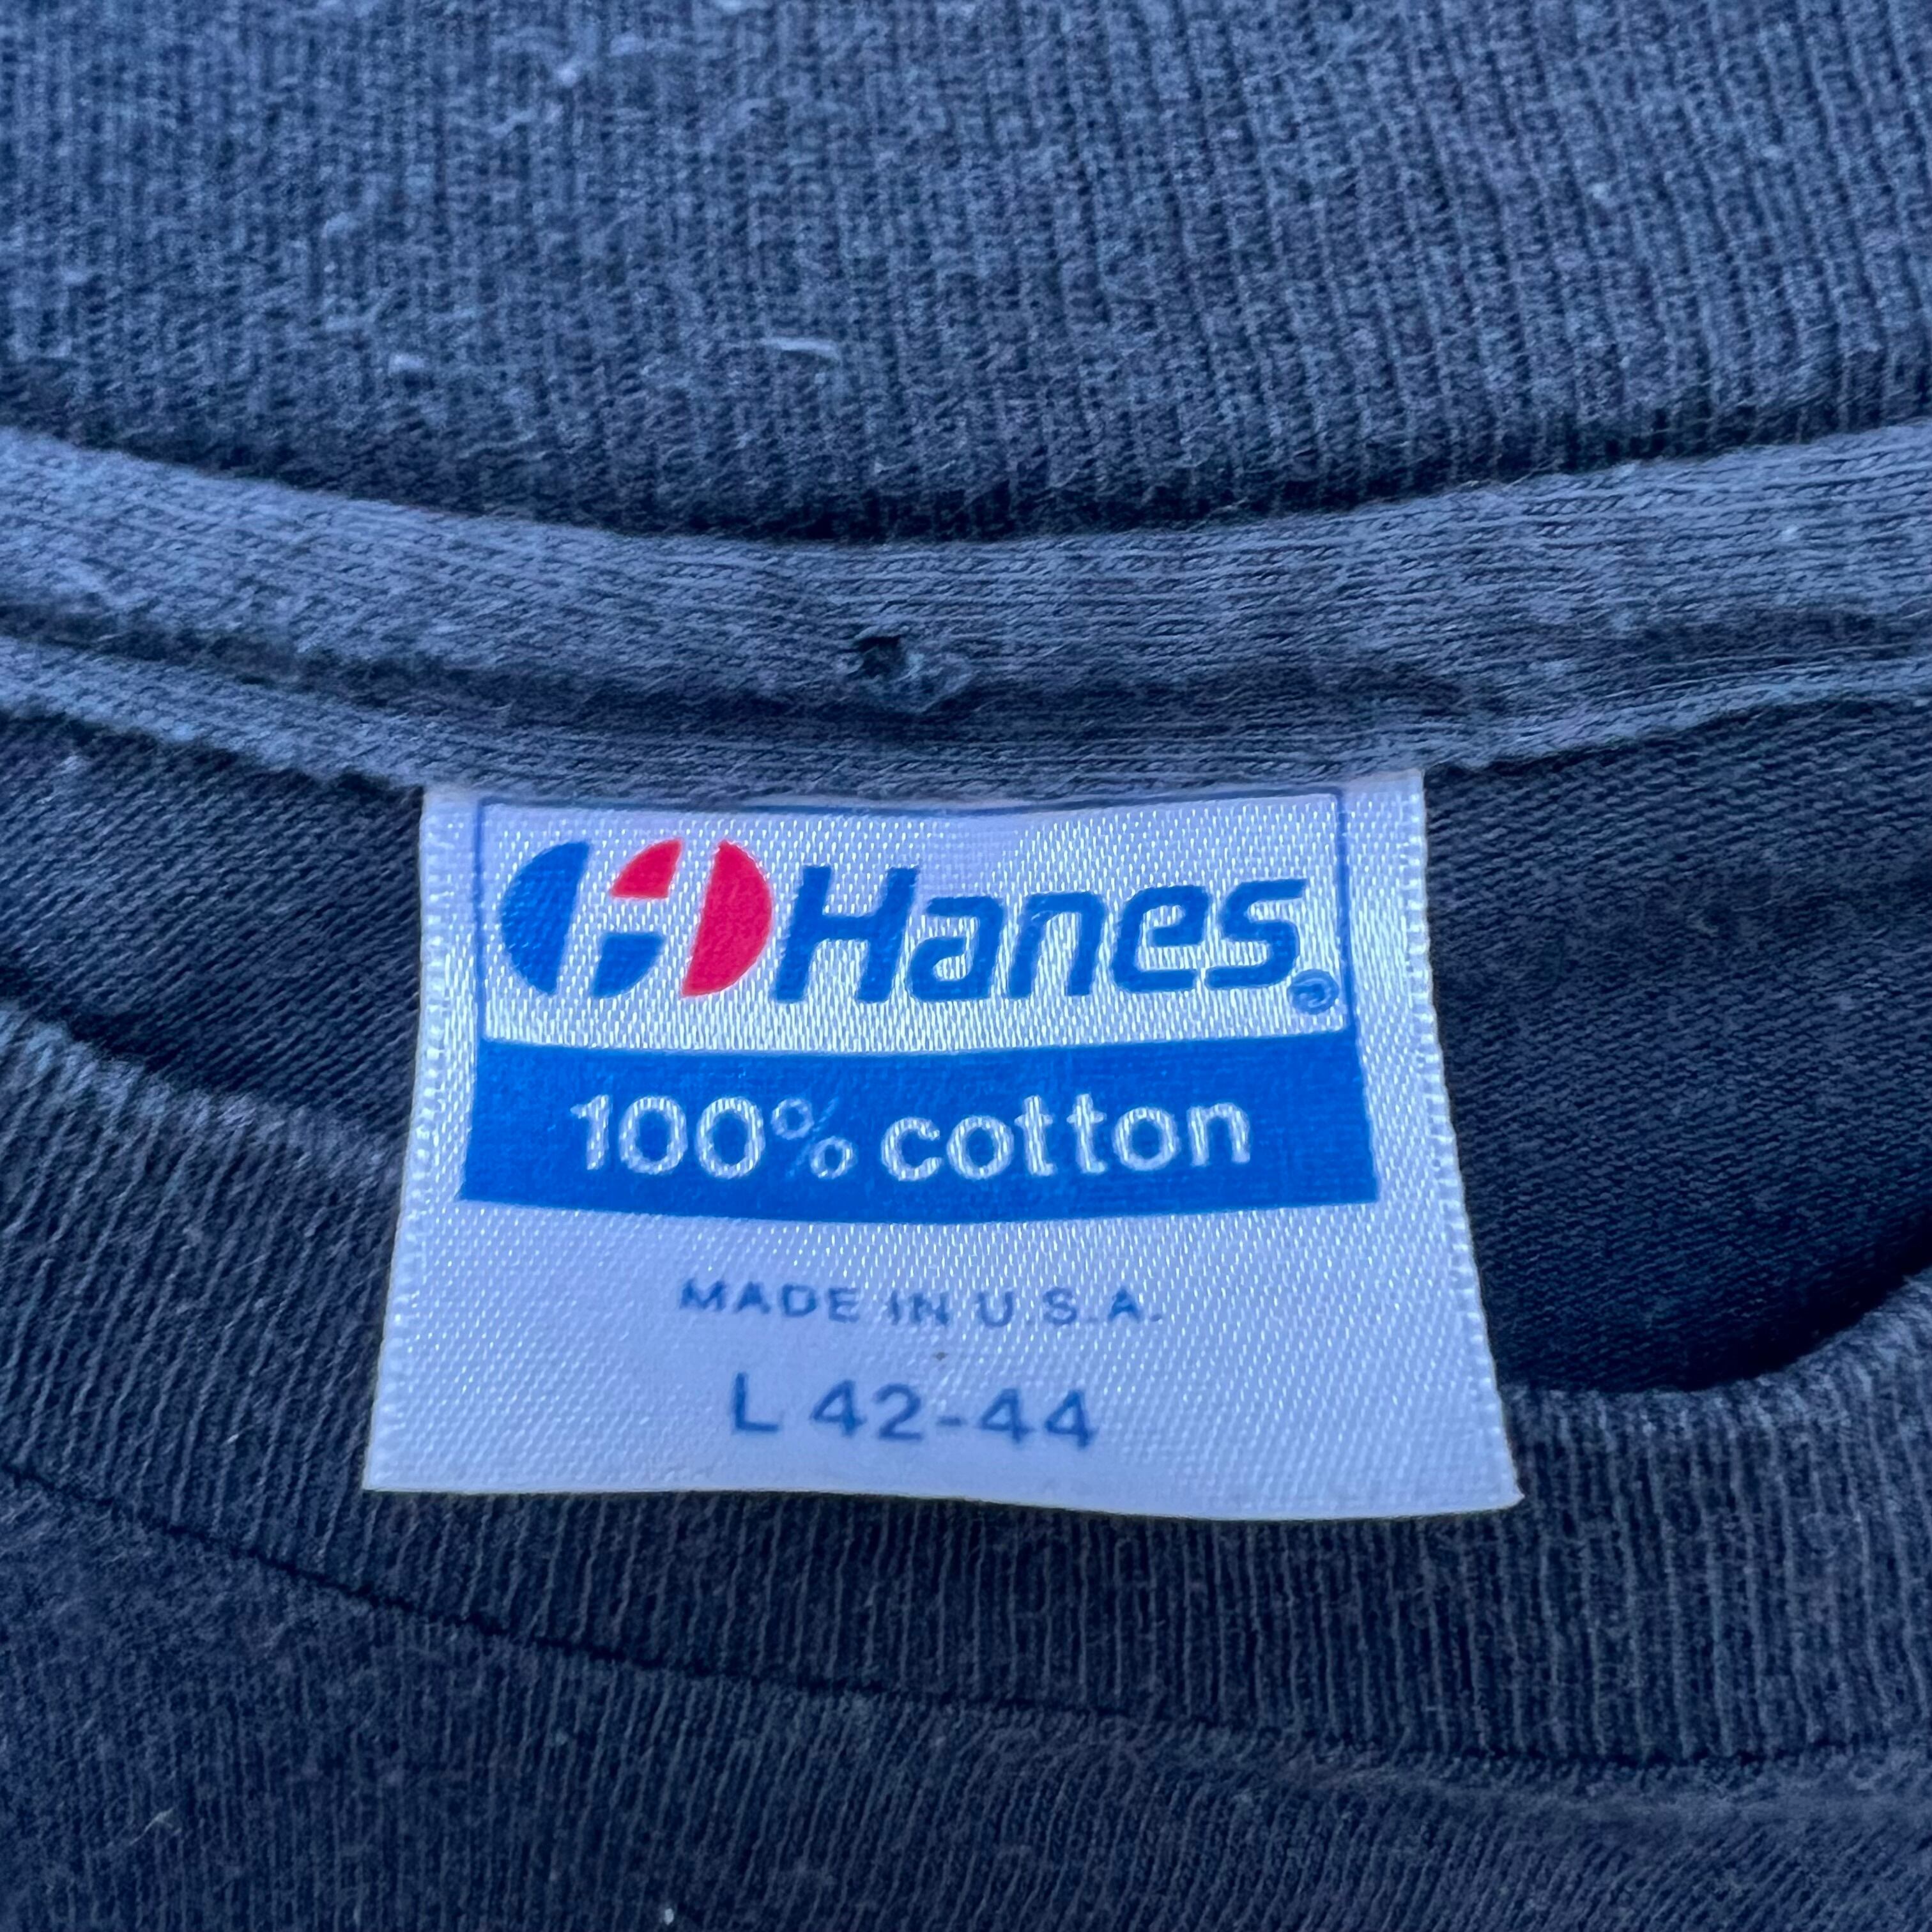 Hanes®
100% cotton
MADE IN U.S.A.
L 42-44